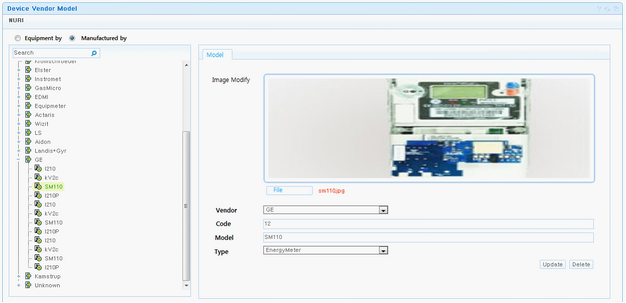 Device Vendor Model
NURI
Equipment by
Manufactured by
Search
Kromschroeder
Elster
Instromet
GasMicro
EDMI
Equipmeter
Actaris
Wizit
LS
Aidon
Landis+Gyr
GE
I210
kV2c
SM110
I210P
I210
kV2c
SM110
I210P
I210
kV2c
SM110
I210P
Kamstrup
Unknown
Model
Image Modify
File
sm110jpg
Vendor
GE
Code
12
Model
SM110
Type
EnergyMeter
Update
Delete